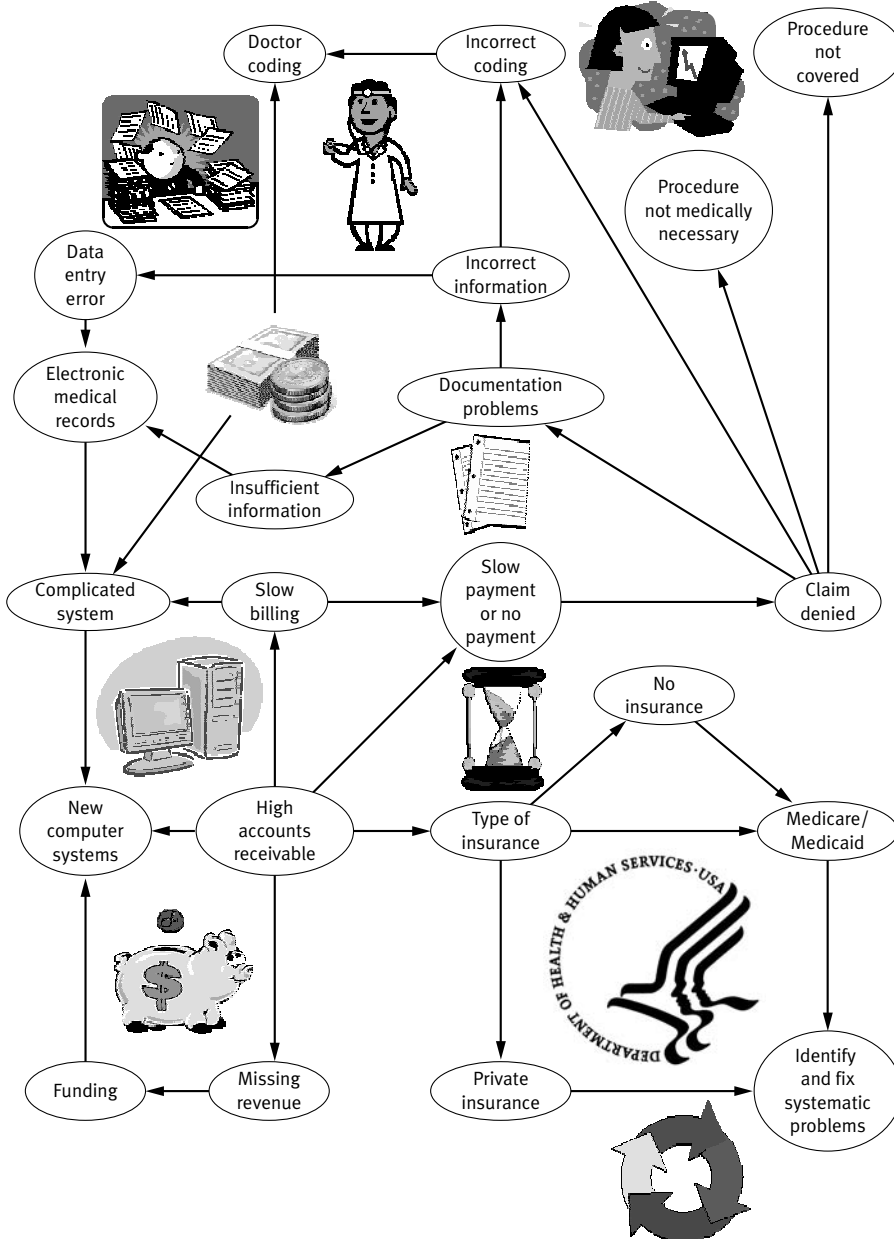 Doctor
coding
Incorrect
coding
Procedure
not
covered
Procedure
not medically
necessary
Data
entry
error
Incorrect
information
Electronic
medical
records
Documentation
problems
Insufficient
information
Complicated
system
Slow
billing
Slow
payment
or no
payment
Claim
denied
No
insurance
New
computer
systems
High
accounts
receivable
Type of
insurance
Medicare/
Medicaid
$
DEPARTMENT OF HEALTH & HUMAN SERVICES·USA
Funding
Missing
revenue
Private
insurance
Identify
and fix
systematic
problems